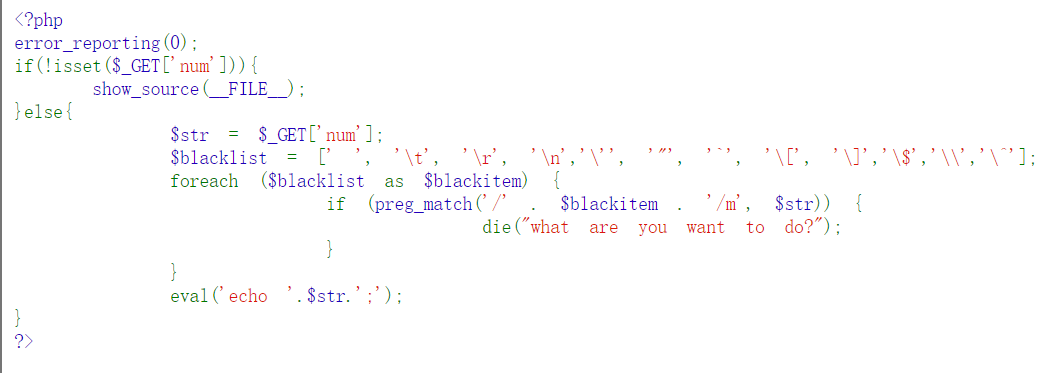 <?php
error_reporting(0);
if(!isset($_GET['num'])){
        show_source(__FILE__);
}else{
                $str = $_GET['num'];
                $blacklist = [' ', '\t', '\r', '\n','\'', '"', '`', '\[', '\]','\$','\\','\^'];
                foreach ($blacklist as $blackitem) {
                                if (preg_match('/' . $blackitem . '/m', $str)) {
                                                die("what are you want to do?");
                                }
                }
                eval('echo '.$str.';');
}
?>